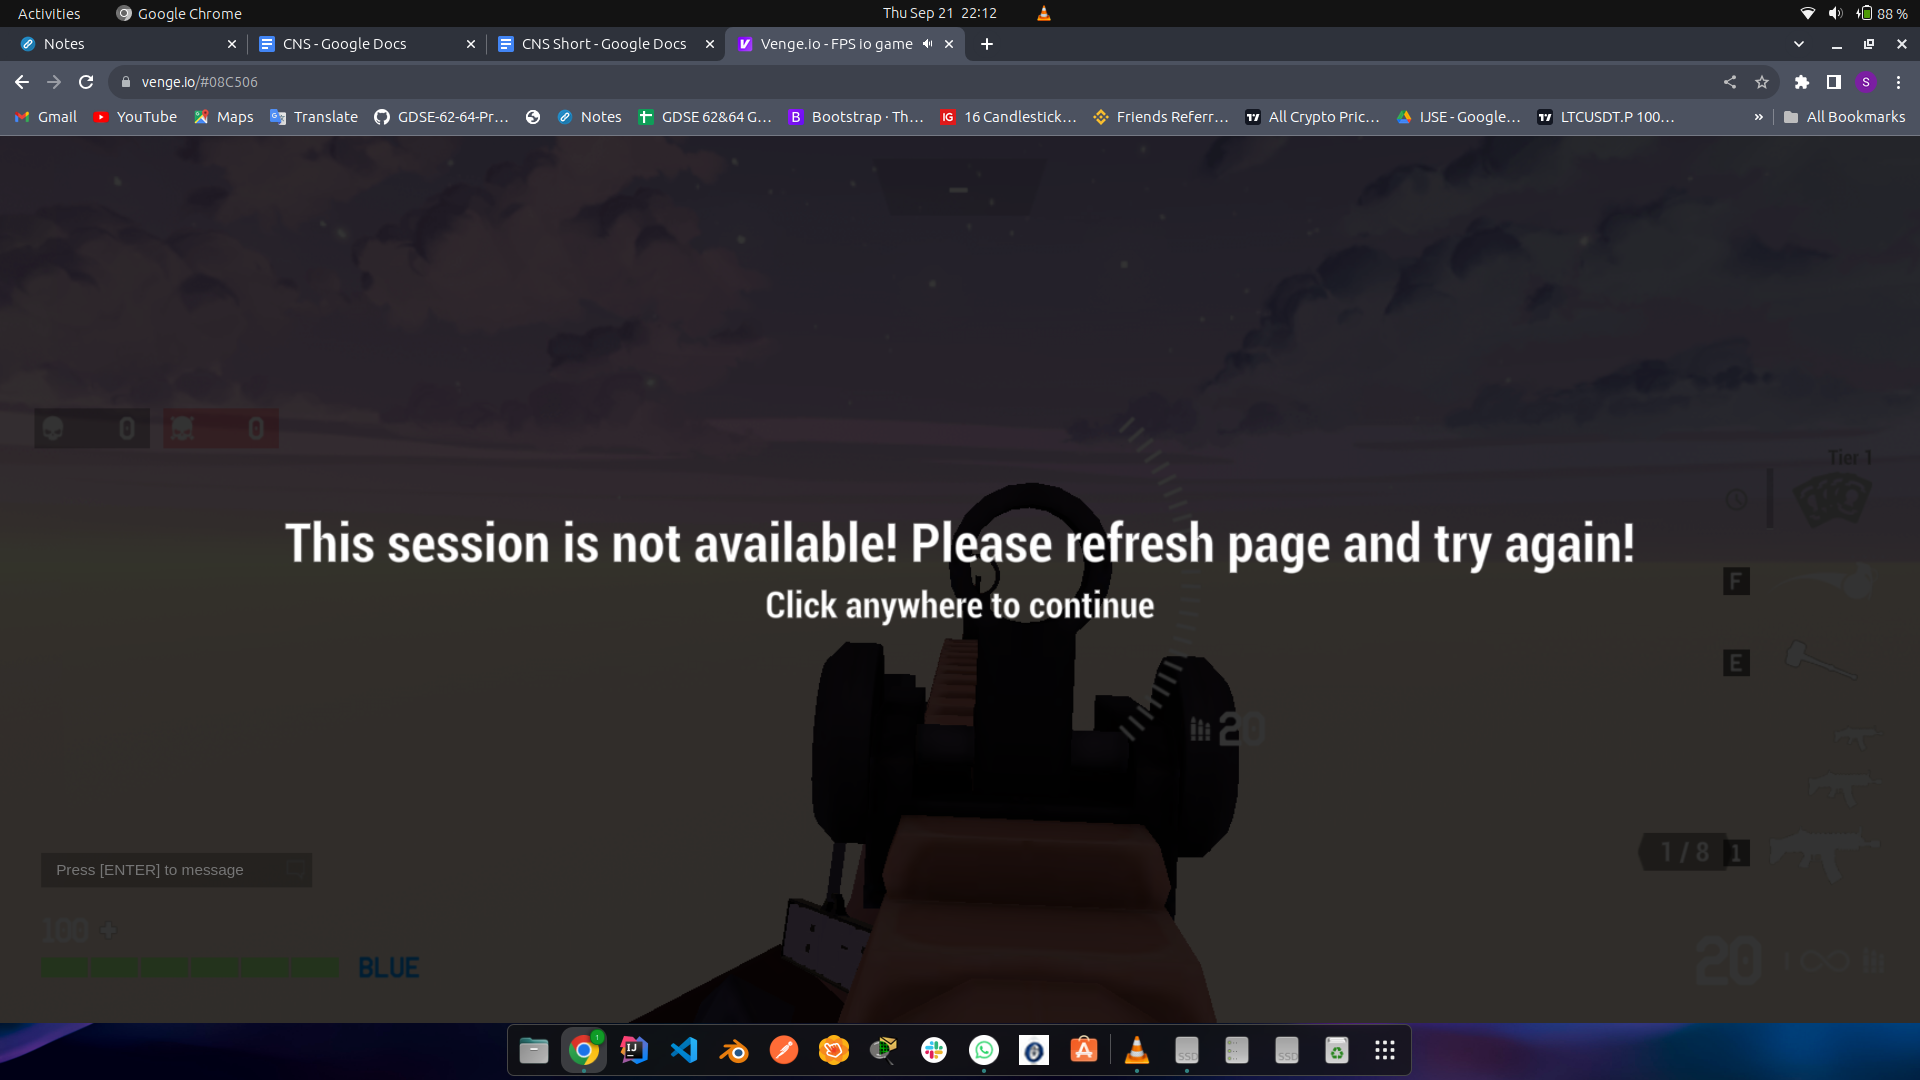 Activities
Google Chrome
Thu Sep 21 22:12
88 %
Notes
CNS - Google Docs
CNS Short - Google Docs
Venge.io - FPS io game
venge.io/#08C506
S
Gmail
YouTube
Maps
Translate
GDSE-62-64-Pr…
Notes
GDSE 62&64 G…
B
Bootstrap · Th…
IG
16 Candlestick…
Friends Referr…
All Crypto Pric…
IJSE - Google…
LTCUSDT.P 100…
»
All Bookmarks
0
0
Tier 1
This session is not available! Please refresh page and try again!
F
Click anywhere to continue
E
20
1 / 8
1
Press [ENTER] to message
100 +
BLUE
20
IJ
SSD
SSD